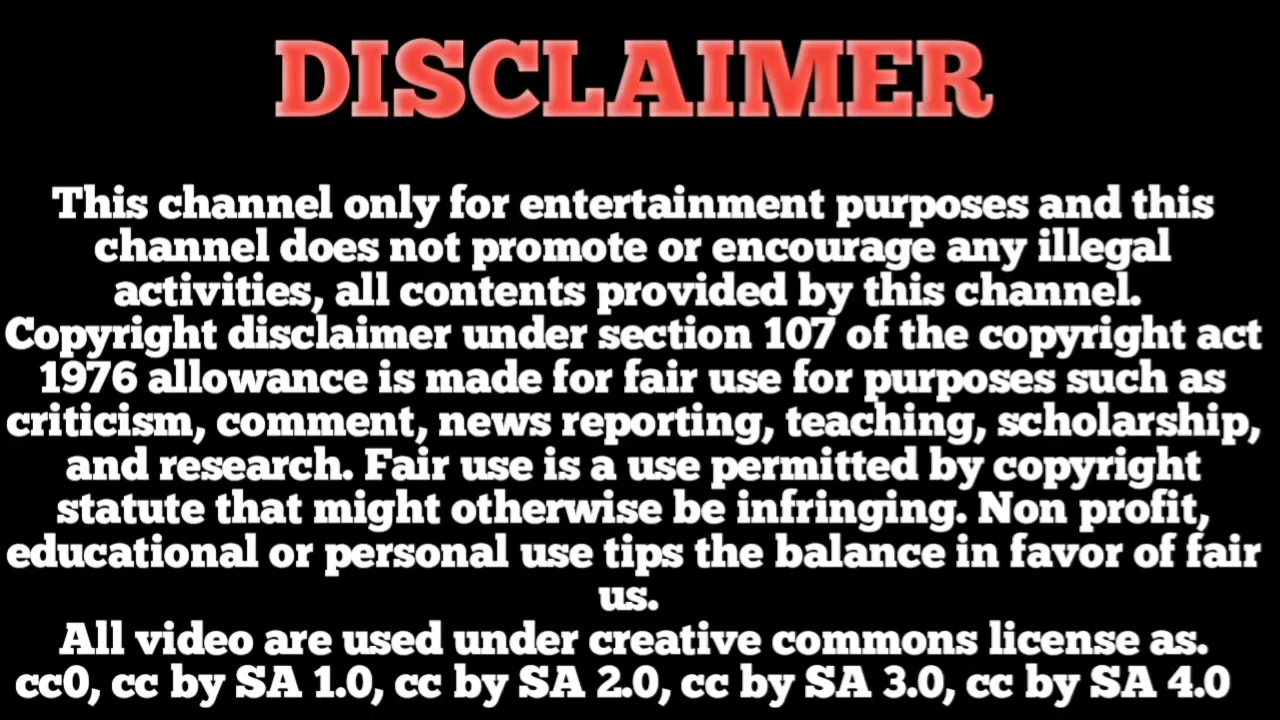 DISCLAIMER
This channel only for entertainment purposes and this
channel does not promote or encourage any illegal
activities, all contents provided by this channel.
Copyright disclaimer under section 107 of the copyright act
1976 allowance is made for fair use for purposes such as
criticism, comment, news reporting, teaching, scholarship,
and research. Fair use is a use permitted by copyright
statute that might otherwise be infringing. Non profit,
educational or personal use tips the balance in favor of fair
us.
All video are used under creative commons license as.
cc0, cc by SA 1.0, cc by SA 2.0, cc by SA 3.0, cc by SA 4.0